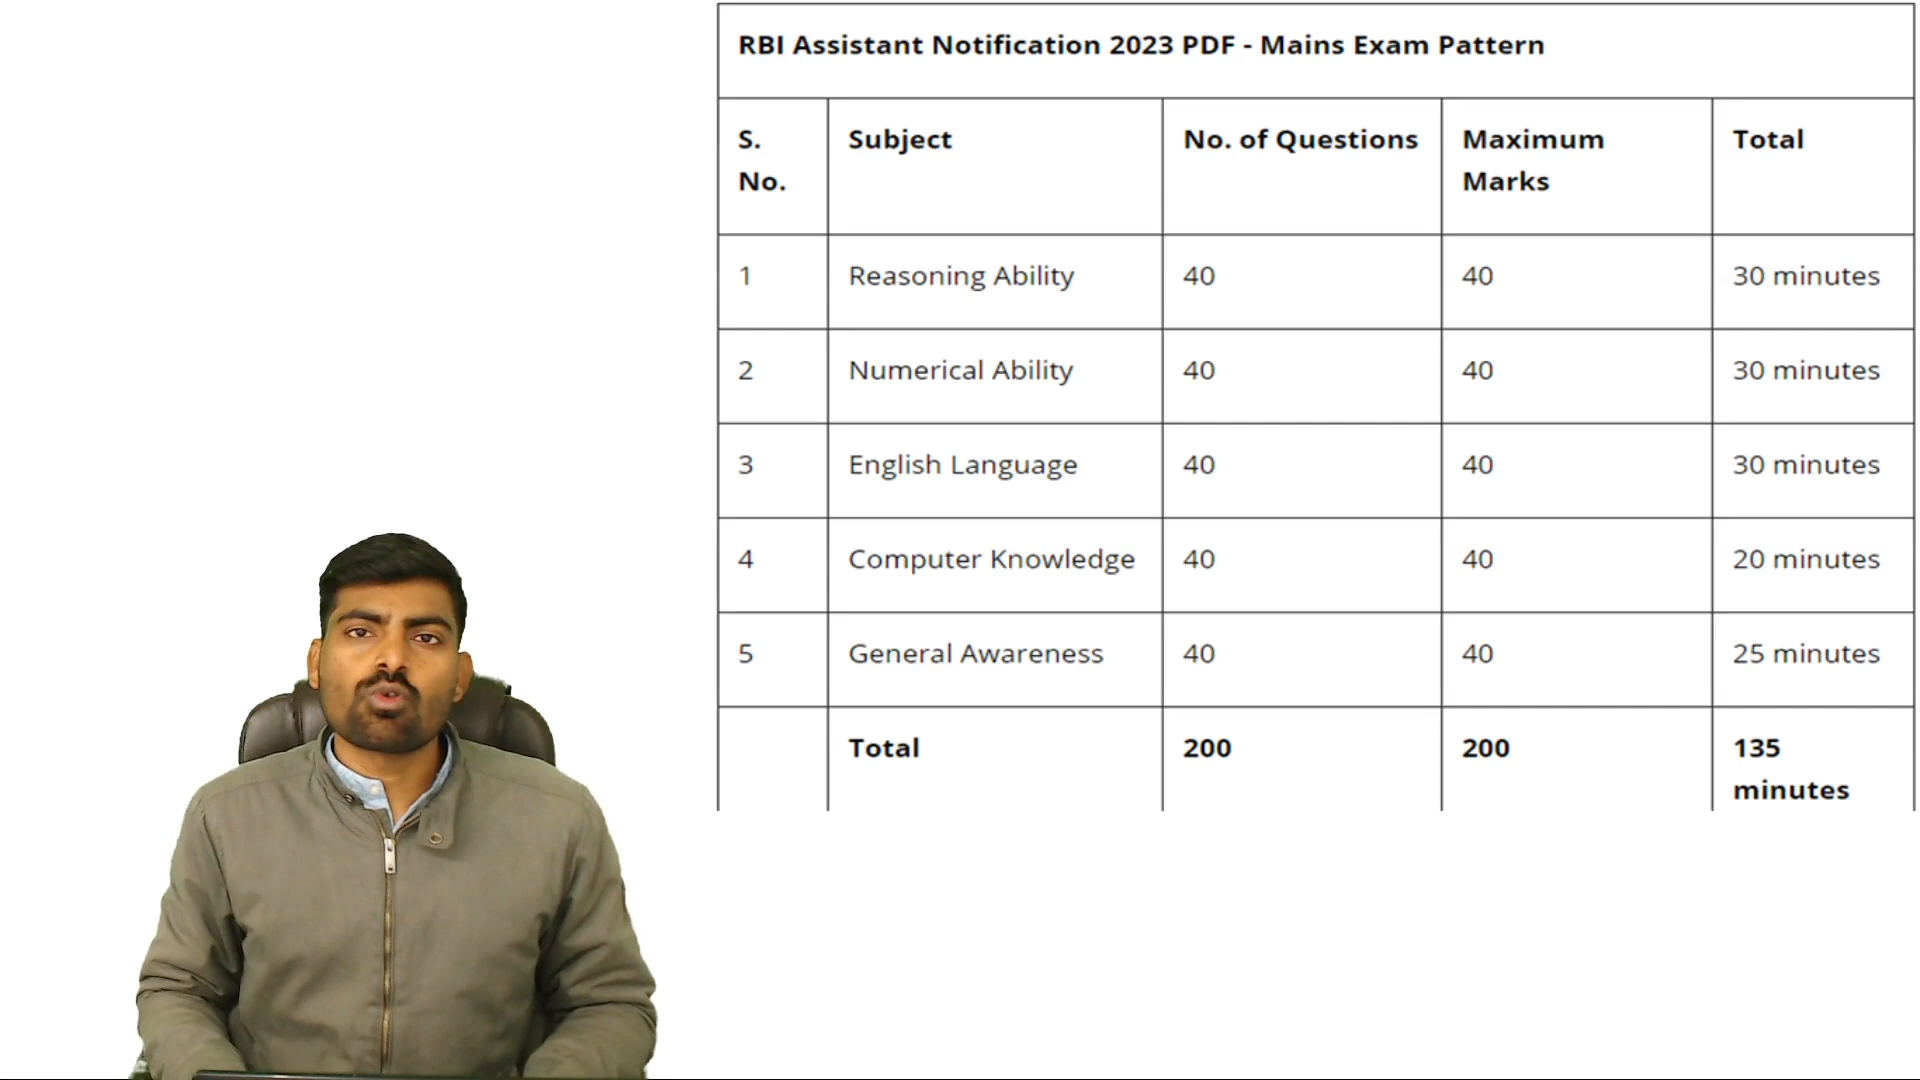 RBI Assistant Notification 2023 PDF - Mains Exam Pattern
S. No. Subject No. of Questions Maximum Marks Total
1 Reasoning Ability 40 40 30 minutes
2 Numerical Ability 40 40 30 minutes
3 English Language 40 40 30 minutes
4 Computer Knowledge 40 40 20 minutes
5 General Awareness 40 40 25 minutes
Total 200 200 135 minutes